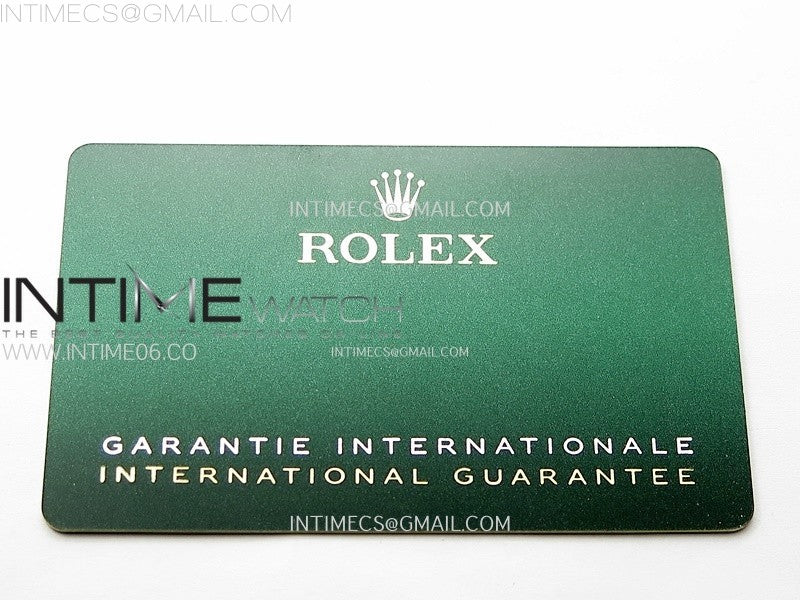 INTIMECS@GMAIL.COM
INTIMECS@GMAIL.COM
ROLEX
INTIME WATCH
THE
WWW.INTIME06.CO
INTIMECS@GMAIL.COM
GARANTIE INTERNATIONALE
INTERNATIONAL GUARANTEE
INTIMECS@GMAIL.COM